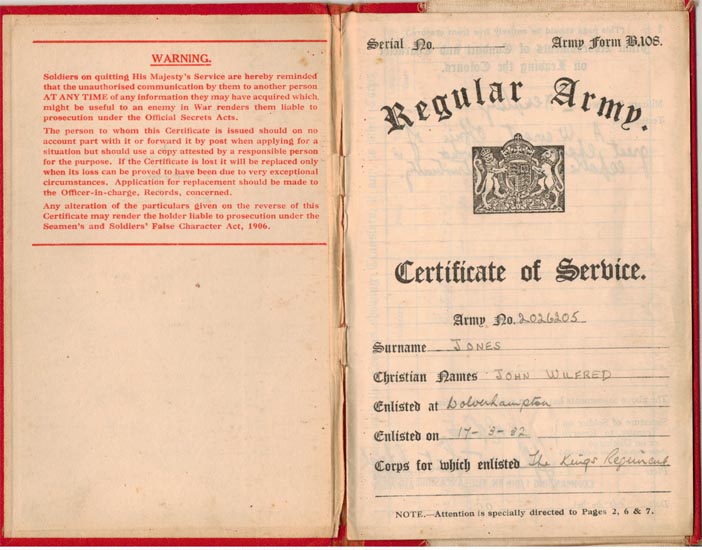 WARNING.
Soldiers on quitting His Majesty's Service are hereby reminded
that the unauthorised communication by them to another person
AT ANY TIME of any information they may have acquired which
might be useful to an enemy in War renders them liable to
prosecution under the Official Secrets Acts.
The person to whom this Certificate is issued should on no
account part with it or forward it by post when applying for a
situation but should use a copy attested by a responsible person
for the purpose. If the Certificate is lost it will be replaced only
when its loss can be proved to have been due to very exceptional
circumstances. Application for replacement should be made to
the Officer-in-charge, Records, concerned.
Any alteration of the particulars given on the reverse of this
Certificate may render the holder liable to prosecution under the
Seamen's and Soldiers' False Character Act, 1906.
Serial No. Army Form B.108.
Regular Army.
Certificate of Service.
Army No. 2026205
Surname JONES
Christian Names JOHN WILFRED
Enlisted at Wolverhampton
Enlisted on 17-3-32
Corps for which enlisted The Kings Regiment
NOTE.—Attention is specially directed to Pages 2, 6 & 7.